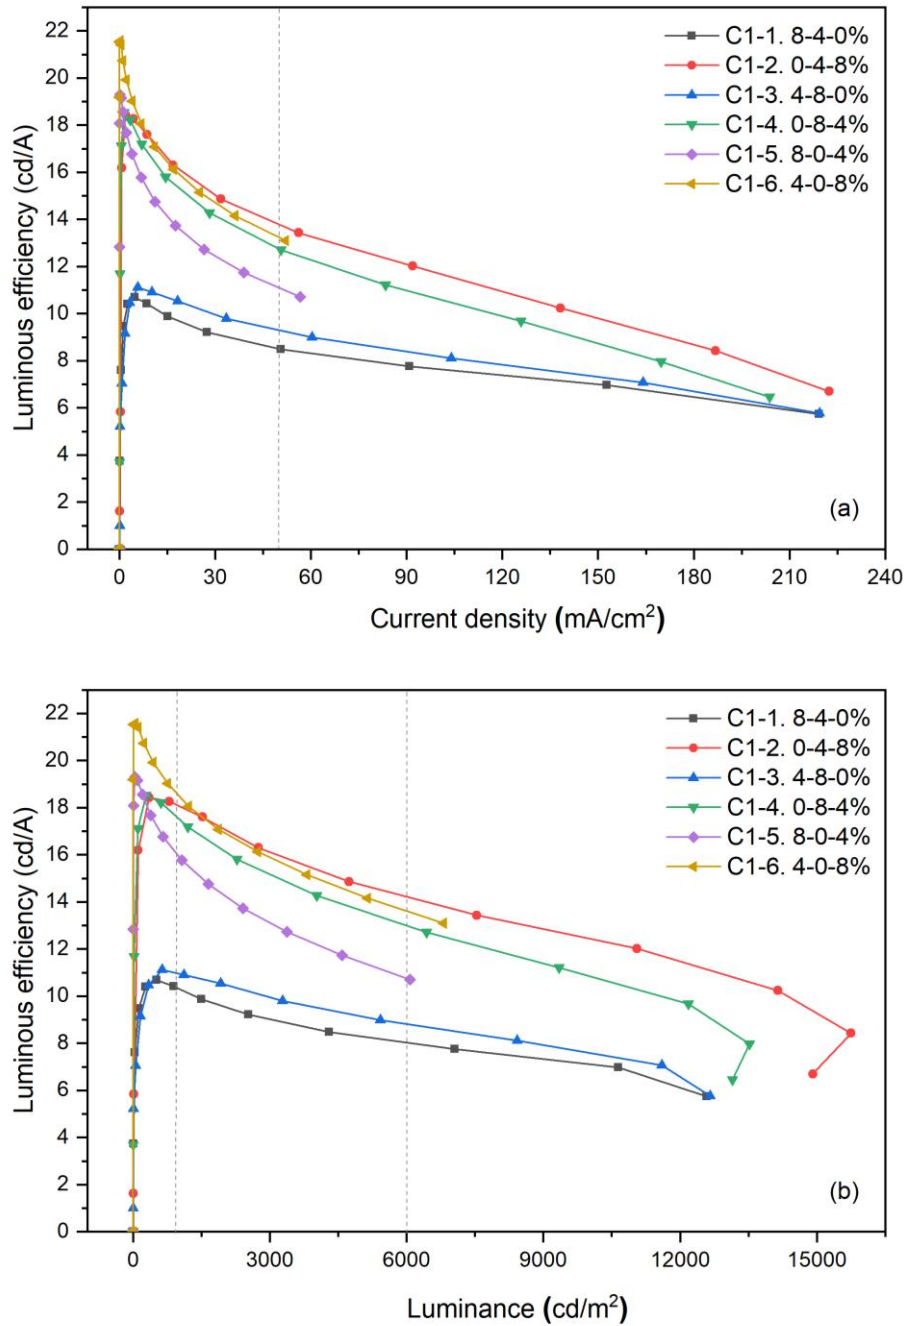 22
20
18
16
14
12
10
8
6
4
2
0
Luminous efficiency (cd/A)
C1-1. 8-4-0%
C1-2. 0-4-8%
C1-3. 4-8-0%
C1-4. 0-8-4%
C1-5. 8-0-4%
C1-6. 4-0-8%
(a)
0 30 60 90 120 150 180 210 240
Current density (mA/cm²)
22
20
18
16
14
12
10
8
6
4
2
0
Luminous efficiency (cd/A)
C1-1. 8-4-0%
C1-2. 0-4-8%
C1-3. 4-8-0%
C1-4. 0-8-4%
C1-5. 8-0-4%
C1-6. 4-0-8%
(b)
0 3000 6000 9000 12000 15000
Luminance (cd/m²)